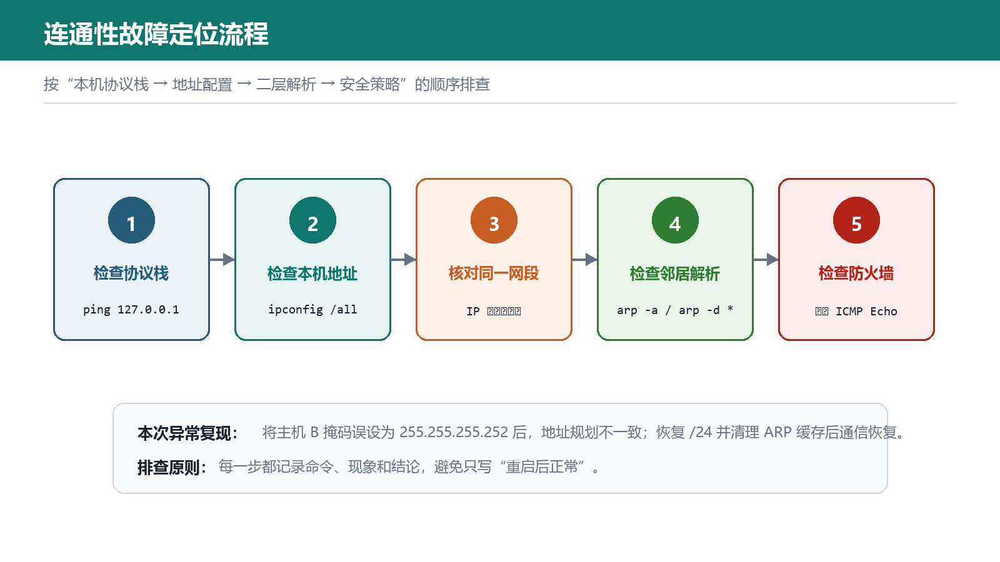 连通性故障定位流程
按“本机协议栈 → 地址配置 → 二层解析 → 安全策略”的顺序排查
1
检查协议栈
ping 127.0.0.1
2
检查本机地址
ipconfig /all
3
核对同一网段
IP
4
检查邻居解析
arp -a / arp -d *
5
检查防火墙
ICMP Echo
本次异常复现： 将主机 B 掩码误设为 255.255.255.252 后，地址规划不一致；恢复 /24 并清理 ARP 缓存后通信恢复。
排查原则： 每一步都记录命令、现象和结论，避免只写“重启后正常”。